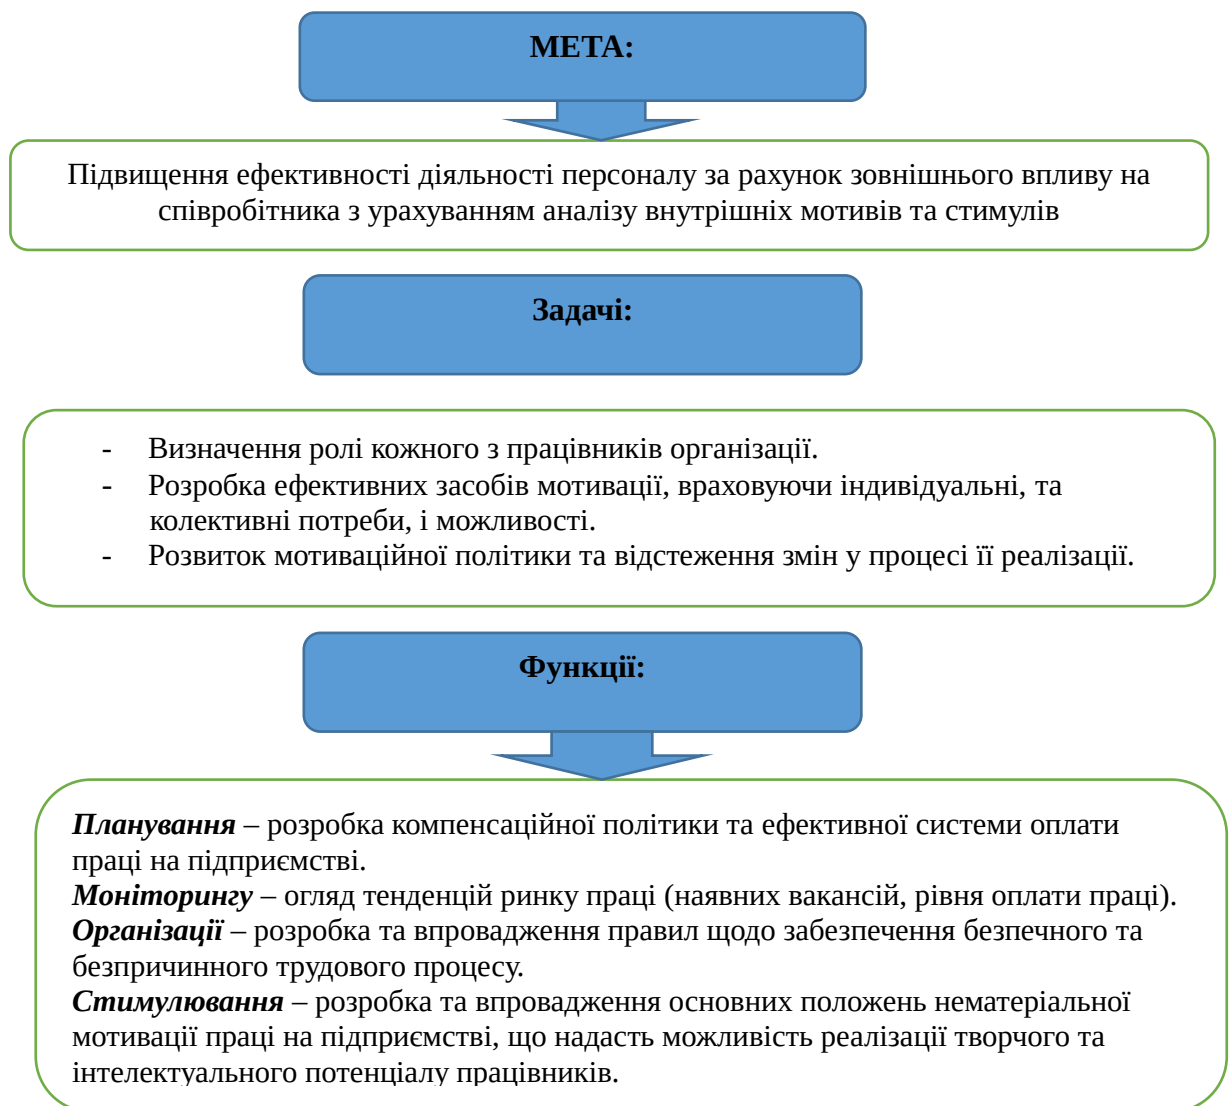 МЕТА:
Підвищення ефективності діяльності персоналу за рахунок зовнішнього впливу на
співробітника з урахуванням аналізу внутрішніх мотивів та стимулів
Задачі:
- Визначення ролі кожного з працівників організації.
- Розробка ефективних засобів мотивації, враховуючи індивідуальні, та
колективні потреби, і можливості.
- Розвиток мотиваційної політики та відстеження змін у процесі її реалізації.
Функції:
Планування – розробка компенсаційної політики та ефективної системи оплати
праці на підприємстві.
Моніторингу – огляд тенденцій ринку праці (наявних вакансій, рівня оплати праці).
Організації – розробка та впровадження правил щодо забезпечення безпечного та
безпричинного трудового процесу.
Стимулювання – розробка та впровадження основних положень нематеріальної
мотивації праці на підприємстві, що надасть можливість реалізації творчого та
інтелектуального потенціалу працівників.